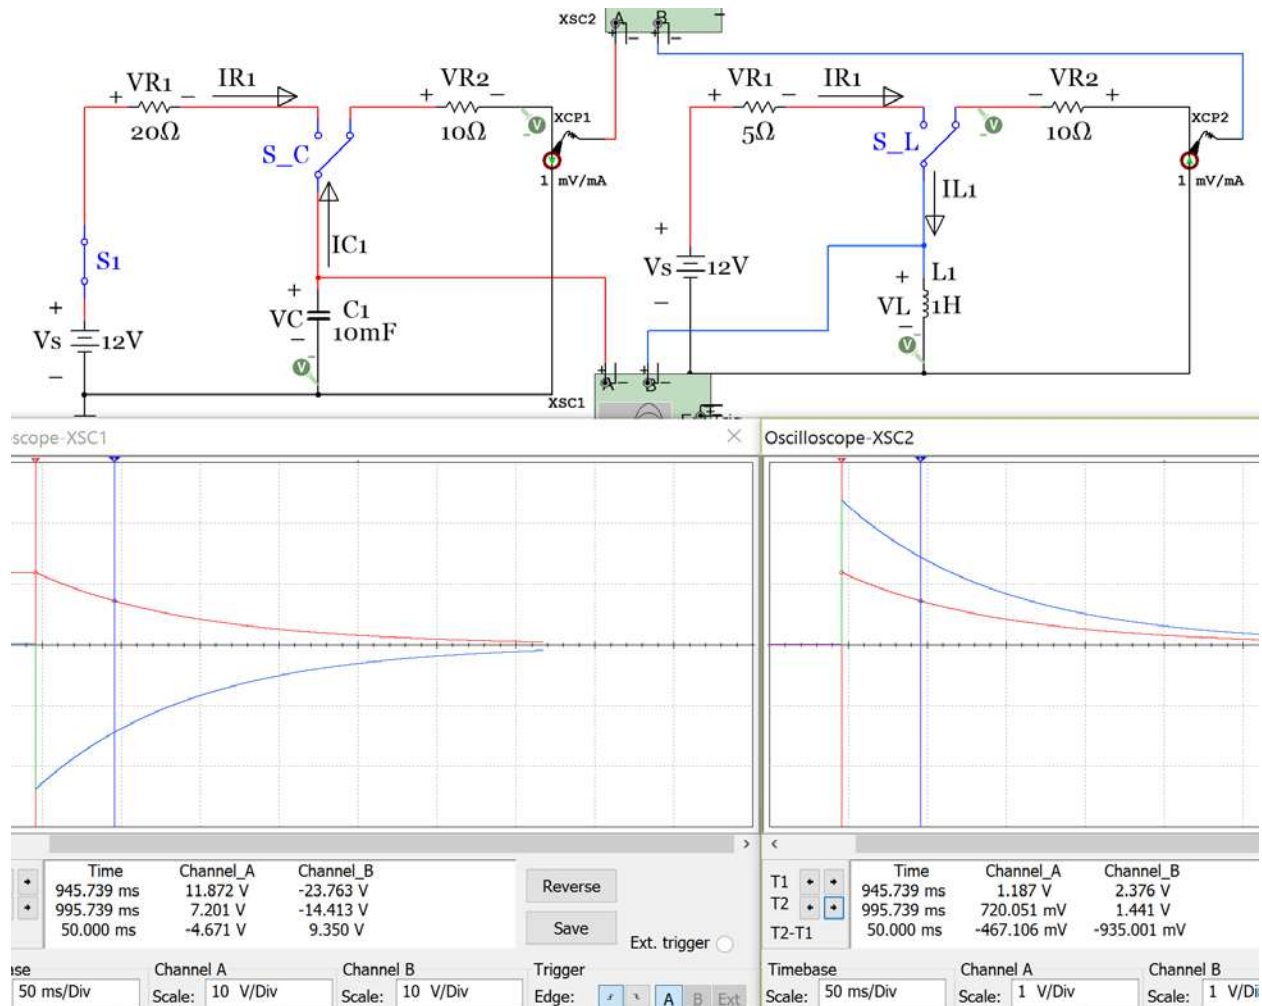 XSC2 A B
VR1 IR1 VR2
+ − + −
20Ω 10Ω
S_C
XCP1
1 mV/mA
S1
IC1
+
VC
−
C1
10mF
+
Vs 12V
−
VR1 IR1 VR2
+ − − +
5Ω 10Ω
S_L
XCP2
1 mV/mA
IL1
+
Vs 12V
−
+ L1
VL 1H
−
V
V
V
V
XSC1 A B
scope-XSC1
Oscilloscope-XSC2
Time Channel_A Channel_B
945.739 ms 11.872 V -23.763 V
995.739 ms 7.201 V -14.413 V
50.000 ms -4.671 V 9.350 V
Reverse
Save
Ext. trigger
Channel A Channel B Trigger
50 ms/Div Scale: 10 V/Div Scale: 10 V/Div Edge: A B Ext
Time Channel_A Channel_B
T1 945.739 ms 1.187 V 2.376 V
T2 995.739 ms 720.051 mV 1.441 V
T2-T1 50.000 ms -467.106 mV -935.001 mV
Timebase Channel A Channel B
Scale: 50 ms/Div Scale: 1 V/Div Scale: 1 V/Di